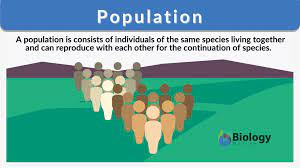 Population
A population is consists of individuals of the same species living together
and can reproduce with each other for the continuation of species.
Biology